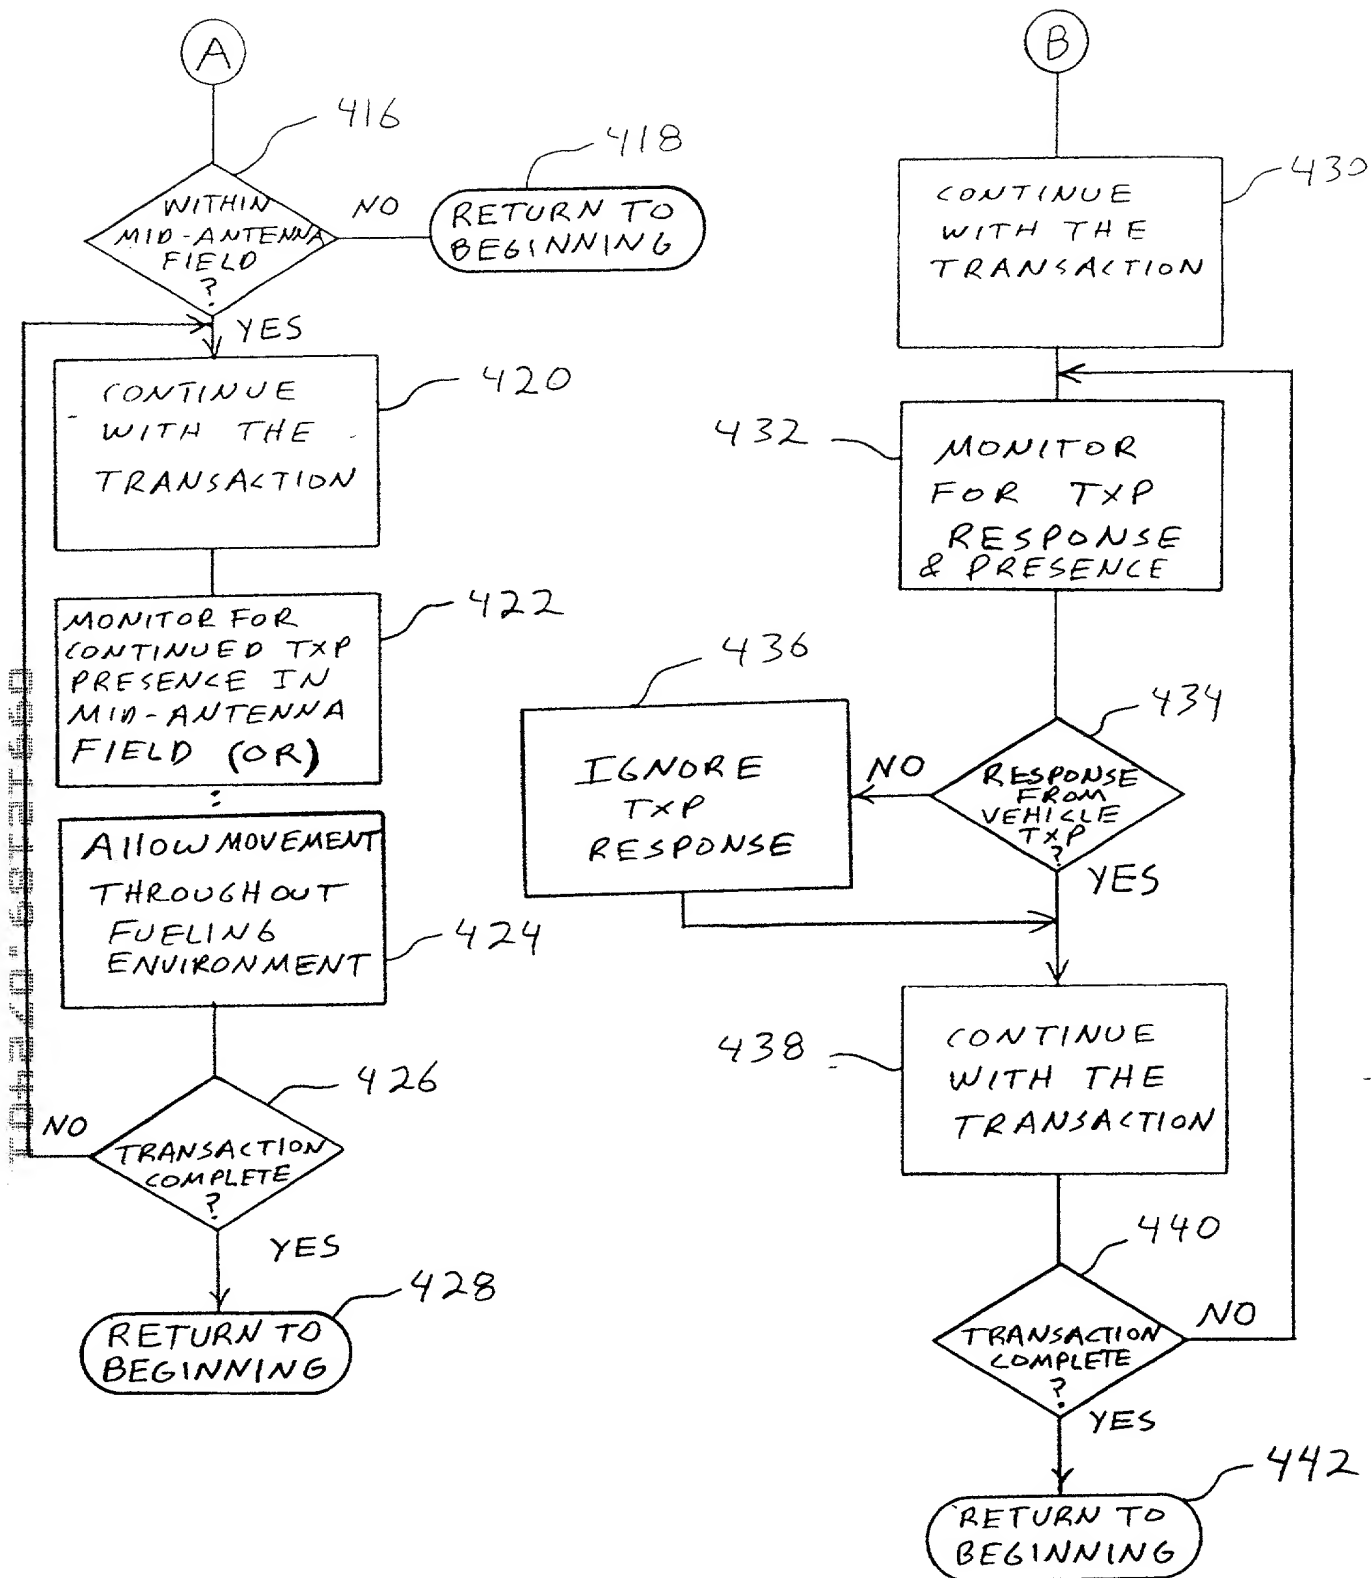 A
416
WITHIN
MID-ANTENNA
FIELD
?
NO
418
RETURN TO
BEGINNING
YES
420
CONTINUE
WITH THE
TRANSACTION
422
MONITOR FOR
CONTINUED TXP
PRESENCE IN
MID-ANTENNA
FIELD (OR)
ALLOW MOVEMENT
THROUGHOUT
FUELING
ENVIRONMENT
424
426
NO
TRANSACTION
COMPLETE
?
YES
428
RETURN TO
BEGINNING
B
430
CONTINUE
WITH THE
TRANSACTION
432
MONITOR
FOR TXP
RESPONSE
& PRESENCE
436
434
IGNORE
TXP
RESPONSE
NO
RESPONSE
FROM
VEHICLE
TXP
?
YES
438
CONTINUE
WITH THE
TRANSACTION
440
TRANSACTION
COMPLETE
?
NO
YES
442
RETURN TO
BEGINNING